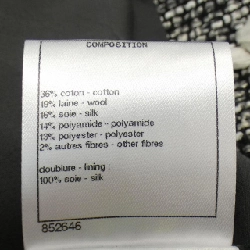 COMPOSITION
36% coton - cotton
19% laine - wool
16% soie - silk
14% polyamide - polyamide
13% polyester - polyester
2% autres fibres - other fibres
doublure - lining
100% soie - silk
852646